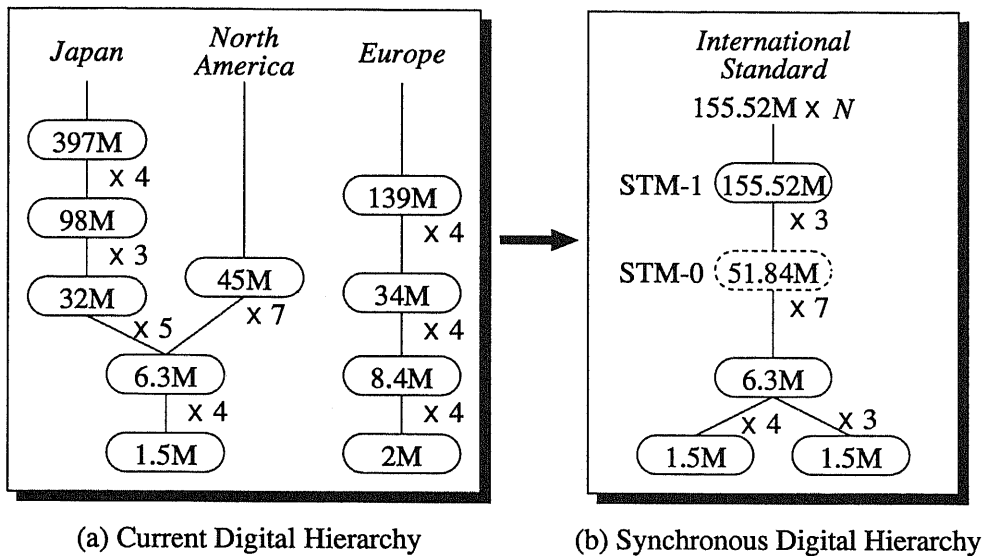 Japan
North
America
Europe
397M
X 4
98M
X 3
32M
X 5
45M
X 7
6.3M
X 4
1.5M
139M
X 4
34M
X 4
8.4M
X 4
2M
(a) Current Digital Hierarchy
International
Standard
155.52M X N
STM-1 155.52M
X 3
STM-0 51.84M
X 7
6.3M
X 4 X 3
1.5M 1.5M
(b) Synchronous Digital Hierarchy